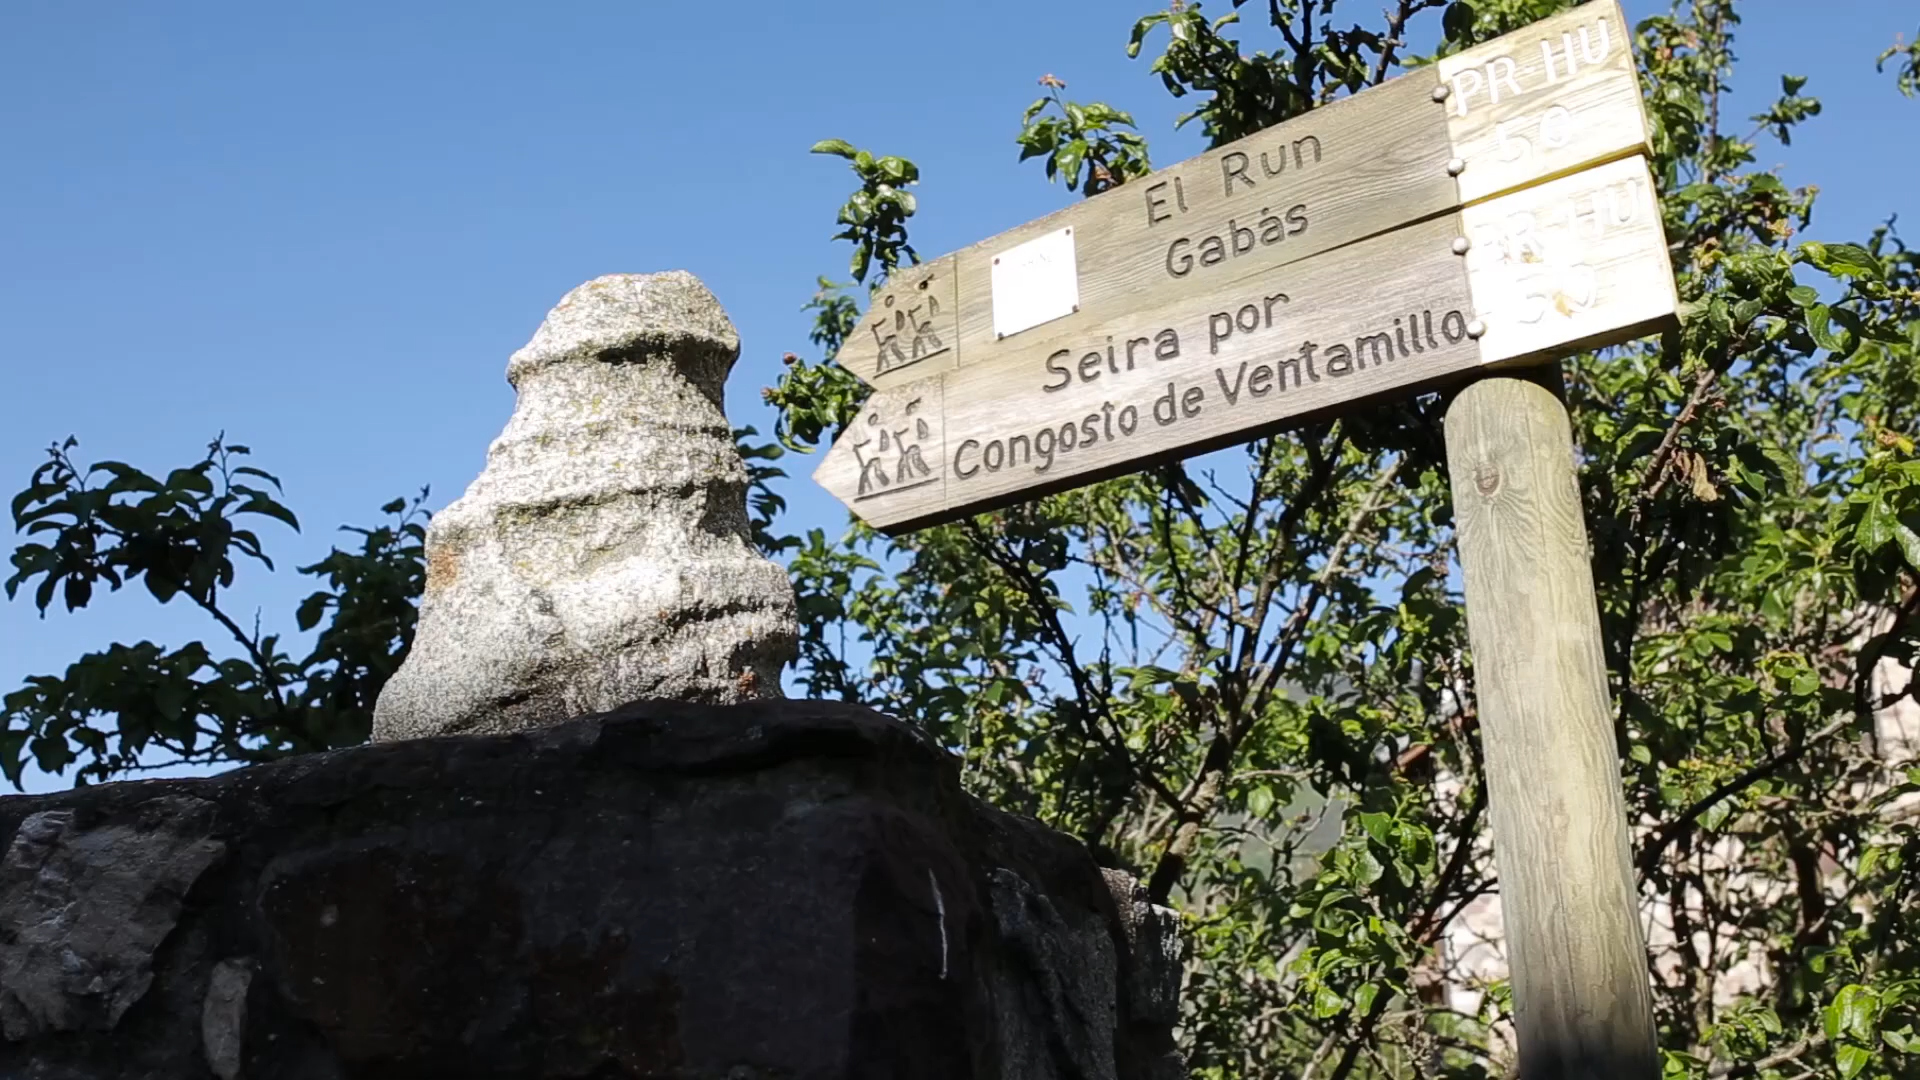 PR-HU
50
El Run
Gabás
PR-HU
50
Seira por
Congosto de Ventamillo